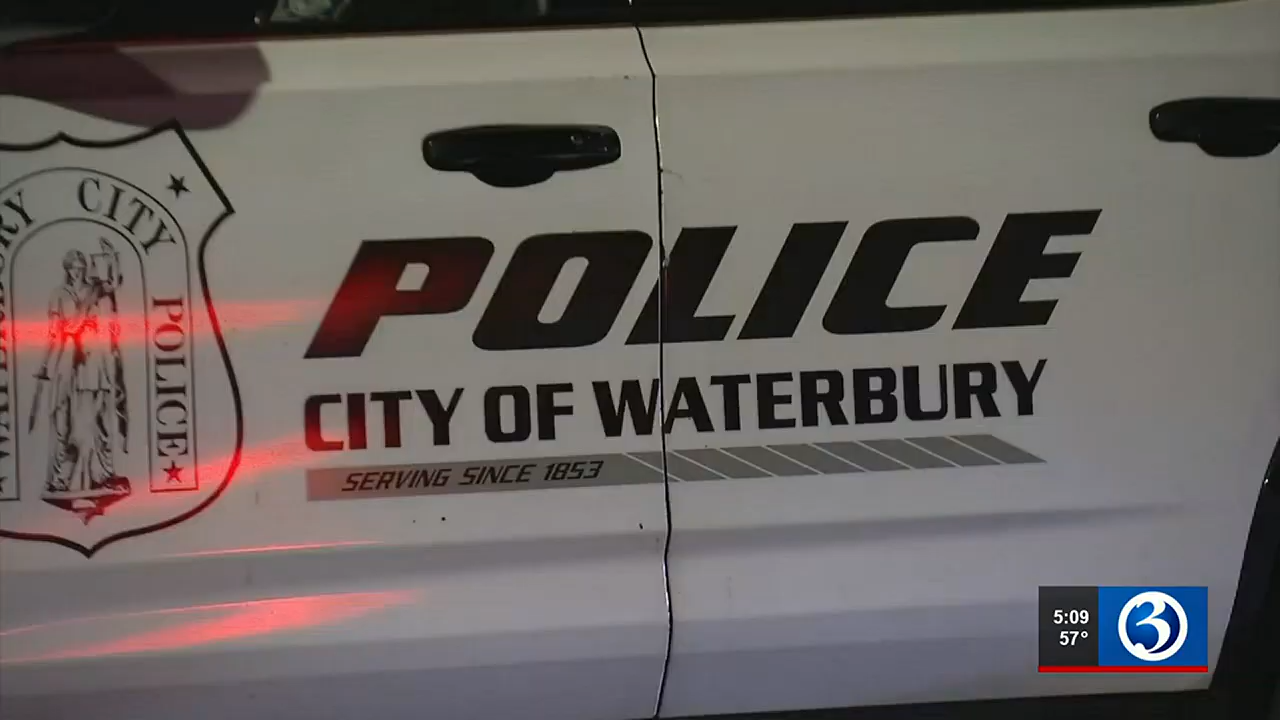 CITY
POLICE
POLICE
CITY OF WATERBURY
SERVING SINCE 1853
5:09
57°
3